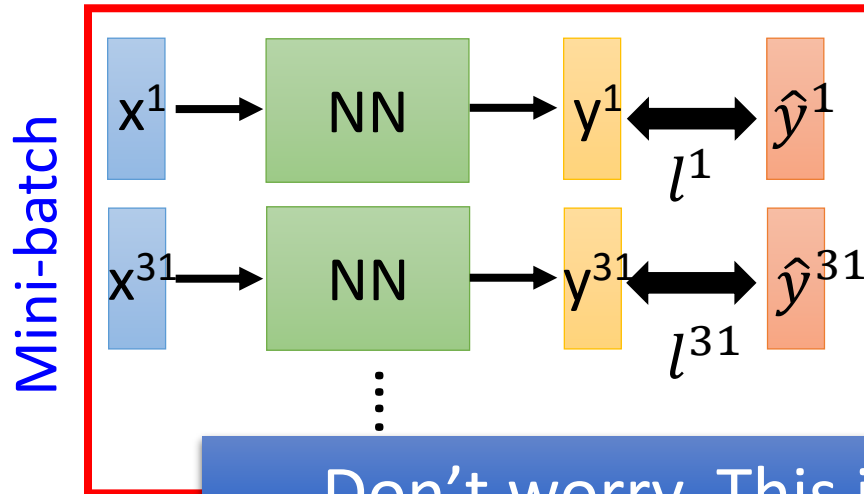 Mini-batch
x¹ NN y¹ ŷ¹
l¹
x³¹ NN y³¹ ŷ³¹
l³¹
Don't worry. This i